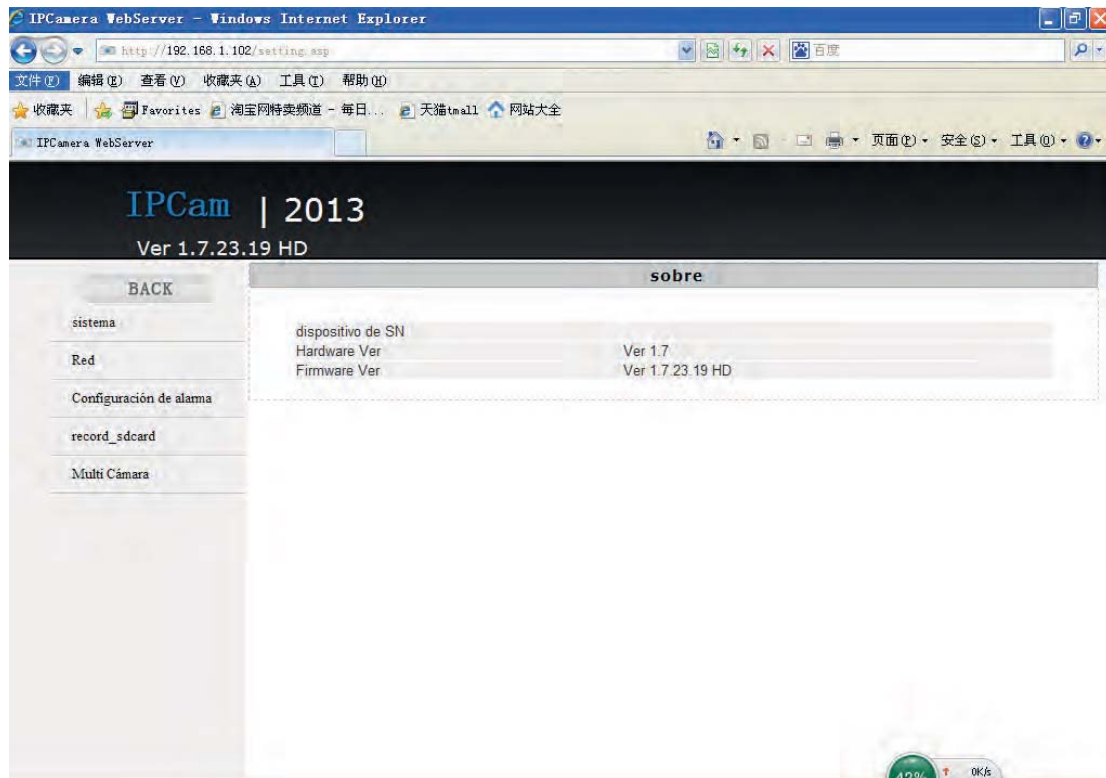 IPCamera WebServer - Windows Internet Explorer
http://192.168.1.102/setting.asp 百度
文件(F) 编辑(E) 查看(V) 收藏夹(A) 工具(T) 帮助(H)
收藏夹 Favorites 淘宝网特卖频道 - 每日... 天猫tmall 网站大全
IPCamera WebServer 页面(P) 安全(S) 工具(O)
IPCam | 2013
Ver 1.7.23.19 HD
BACK
sistema
Red
Configuración de alarma
record_sdcard
Multi Cámara
sobre
dispositivo de SN
Hardware Ver Ver 1.7
Firmware Ver Ver 1.7.23.19 HD
42% 0K/s